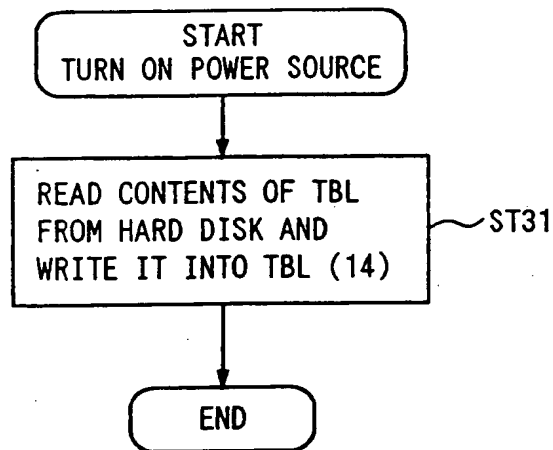 START
TURN ON POWER SOURCE
READ CONTENTS OF TBL
FROM HARD DISK AND
WRITE IT INTO TBL (14)
ST31
END